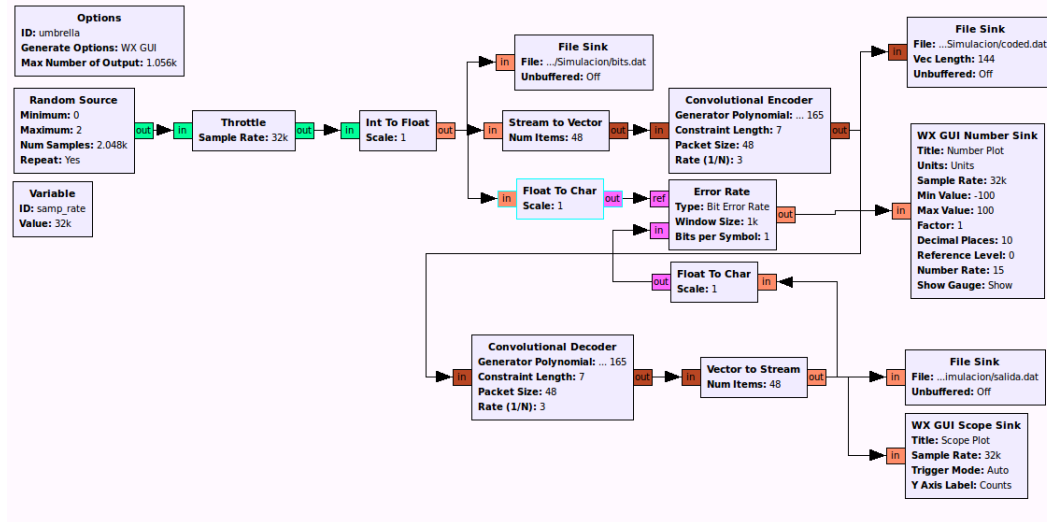 Options
ID: umbrella
Generate Options: WX GUI
Max Number of Output: 1.056k
File Sink
File: .../Simulacion/bits.dat
Unbuffered: Off
in
File Sink
File: ...Simulacion/coded.dat
Vec Length: 144
Unbuffered: Off
in
Random Source
Minimum: 0
Maximum: 2
Num Samples: 2.048k
Repeat: Yes
out
in
Throttle
Sample Rate: 32k
out
in
Int To Float
Scale: 1
out
in
Stream to Vector
Num Items: 48
out
in
Convolutional Encoder
Generator Polynomial: ... 165
Constraint Length: 7
Packet Size: 48
Rate (1/N): 3
out
Variable
ID: samp_rate
Value: 32k
in
Float To Char
Scale: 1
out
ref
in
Error Rate
Type: Bit Error Rate
Window Size: 1k
Bits per Symbol: 1
out
in
WX GUI Number Sink
Title: Number Plot
Units: Units
Sample Rate: 32k
Min Value: -100
Max Value: 100
Factor: 1
Decimal Places: 10
Reference Level: 0
Number Rate: 15
Show Gauge: Show
out
Float To Char
Scale: 1
in
in
Convolutional Decoder
Generator Polynomial: ... 165
Constraint Length: 7
Packet Size: 48
Rate (1/N): 3
out
in
Vector to Stream
Num Items: 48
out
in
File Sink
File: ...imulacion/salida.dat
Unbuffered: Off
in
WX GUI Scope Sink
Title: Scope Plot
Sample Rate: 32k
Trigger Mode: Auto
Y Axis Label: Counts